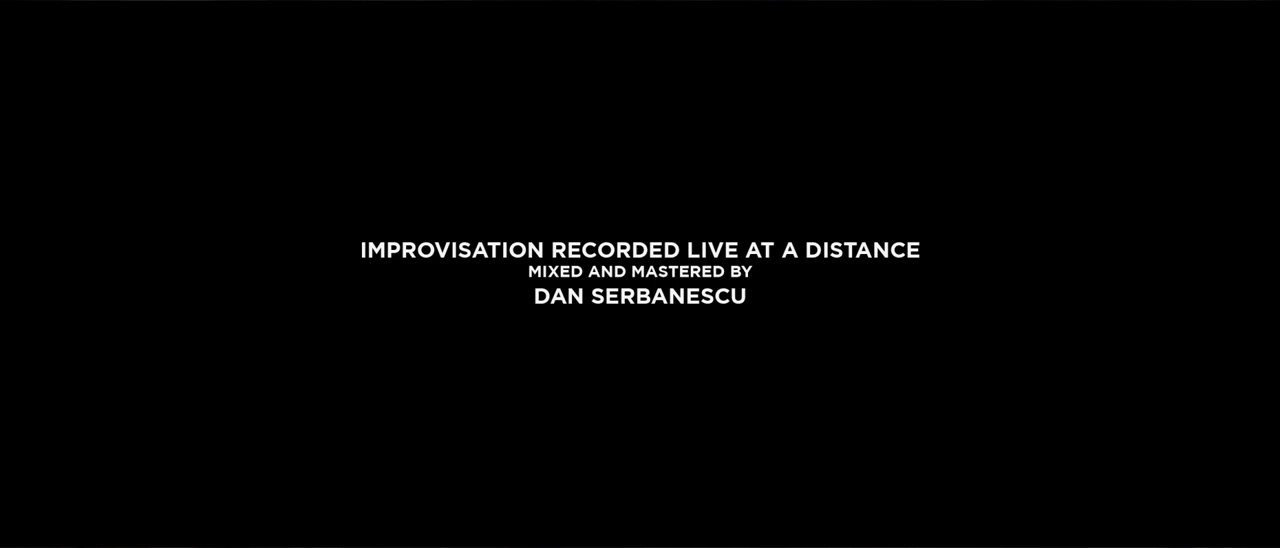 IMPROVISATION RECORDED LIVE AT A DISTANCE
MIXED AND MASTERED BY
DAN SERBANESCU